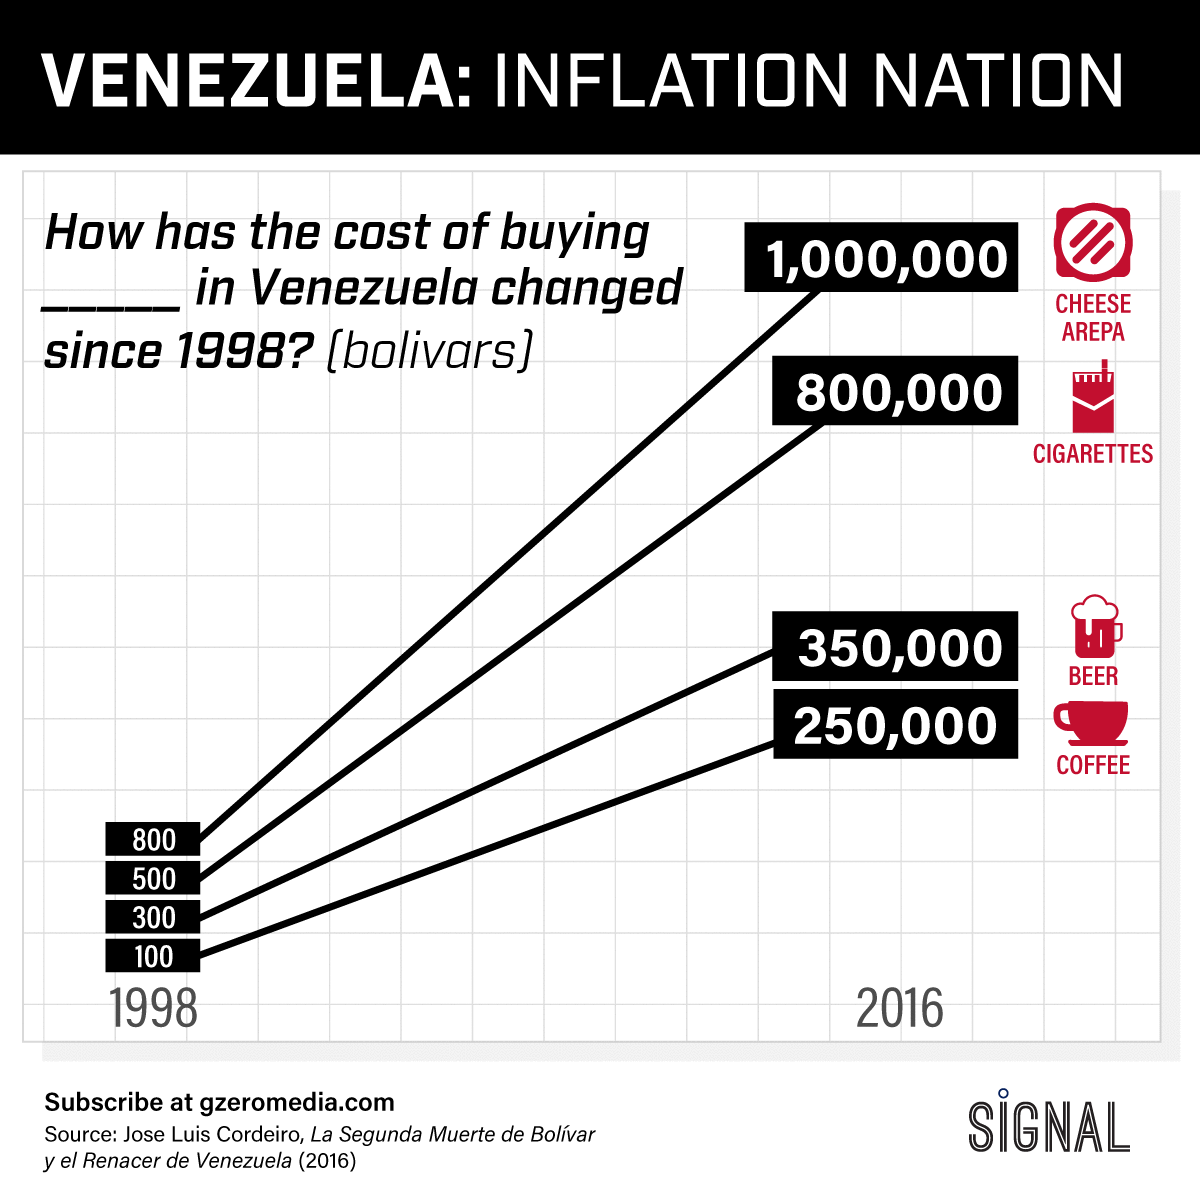 VENEZUELA: INFLATION NATION
How has the cost of buying
_____ in Venezuela changed
since 1998? (bolivars)
1,000,000
CHEESE
AREPA
800,000
CIGARETTES
350,000
BEER
250,000
COFFEE
800
500
300
100
1998
2016
Subscribe at gzeromedia.com
Source: Jose Luis Cordeiro, La Segunda Muerte de Bolívar
y el Renacer de Venezuela (2016)
SIGNAL